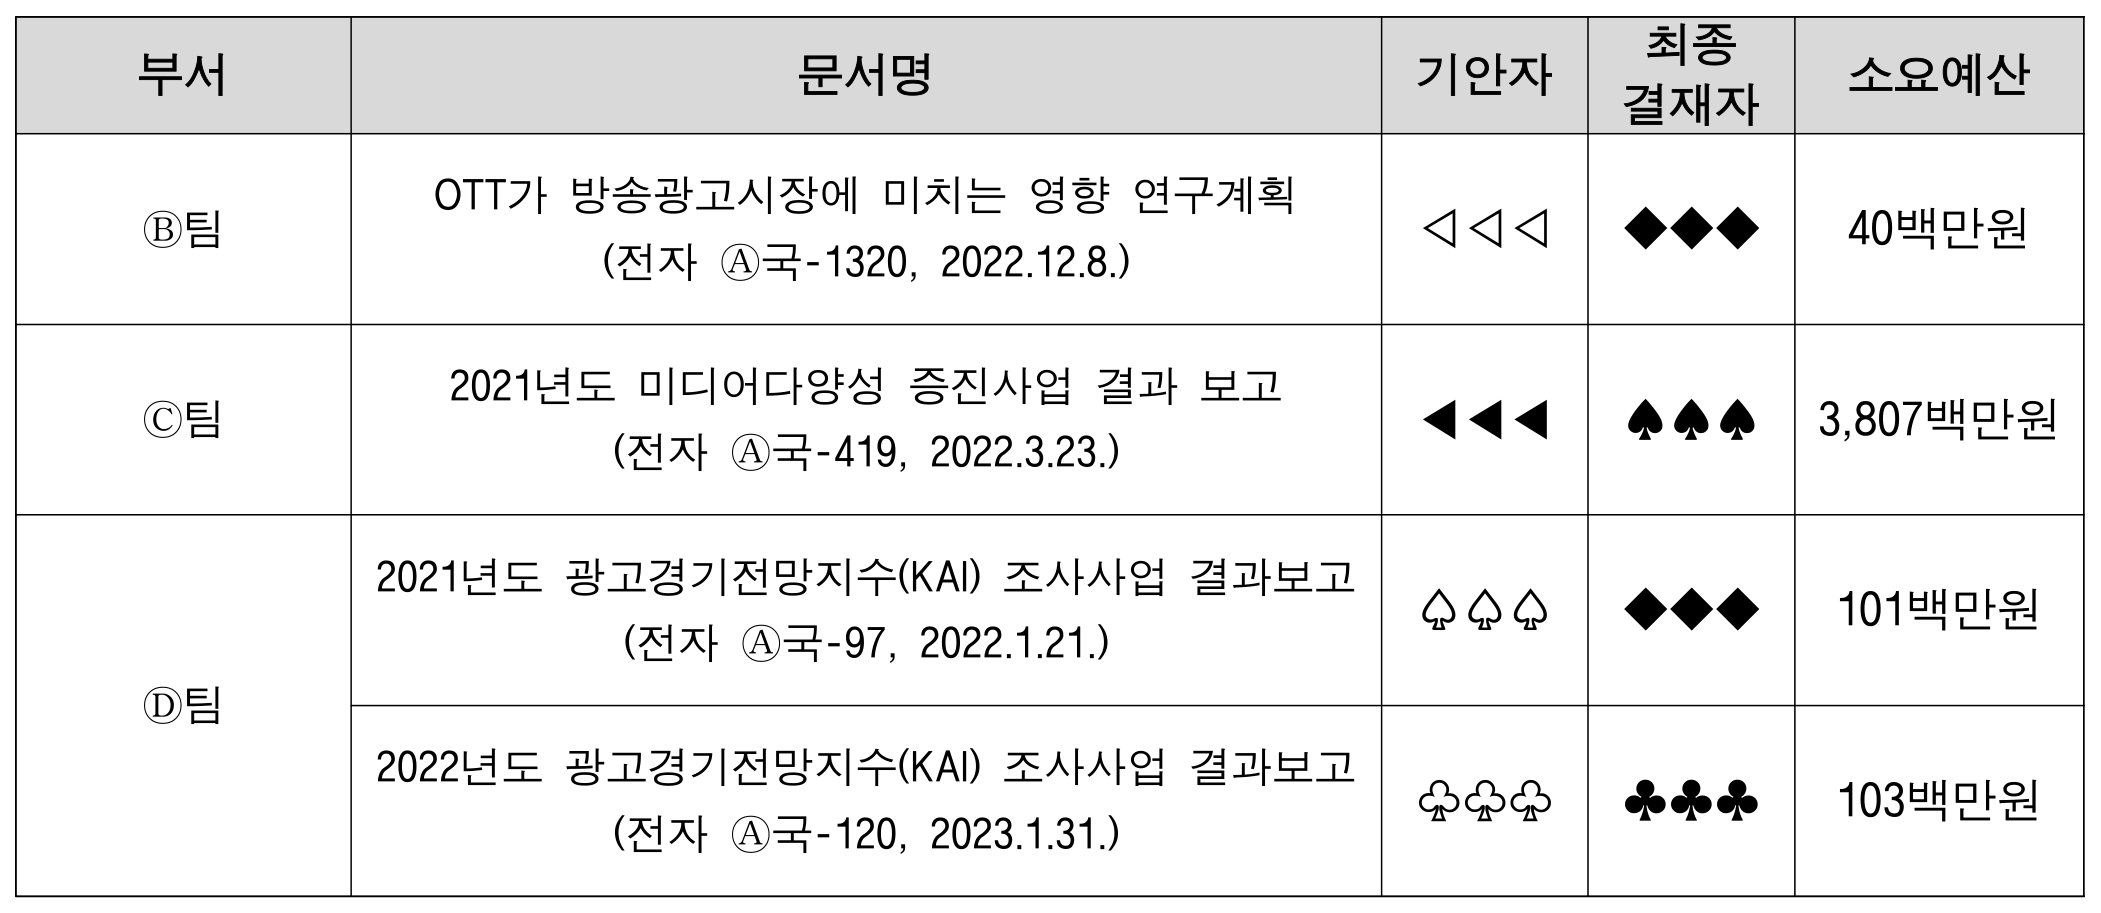 부서 문서명 기안자 최종 결재자 소요예산
Ⓑ팀
OTT가 방송광고시장에 미치는 영향 연구계획
(전자 Ⓐ국-1320, 2022.12.8.)
◁◁◁ ◆◆◆ 40백만원
Ⓒ팀
2021년도 미디어다양성 증진사업 결과 보고
(전자 Ⓐ국-419, 2022.3.23.)
◀◀◀ ♠♠♠ 3,807백만원
Ⓓ팀
2021년도 광고경기전망지수(KAI) 조사사업 결과보고
(전자 Ⓐ국-97, 2022.1.21.)
♤♤♤ ◆◆◆ 101백만원
2022년도 광고경기전망지수(KAI) 조사사업 결과보고
(전자 Ⓐ국-120, 2023.1.31.)
♧♧♧ ♣♣♣ 103백만원